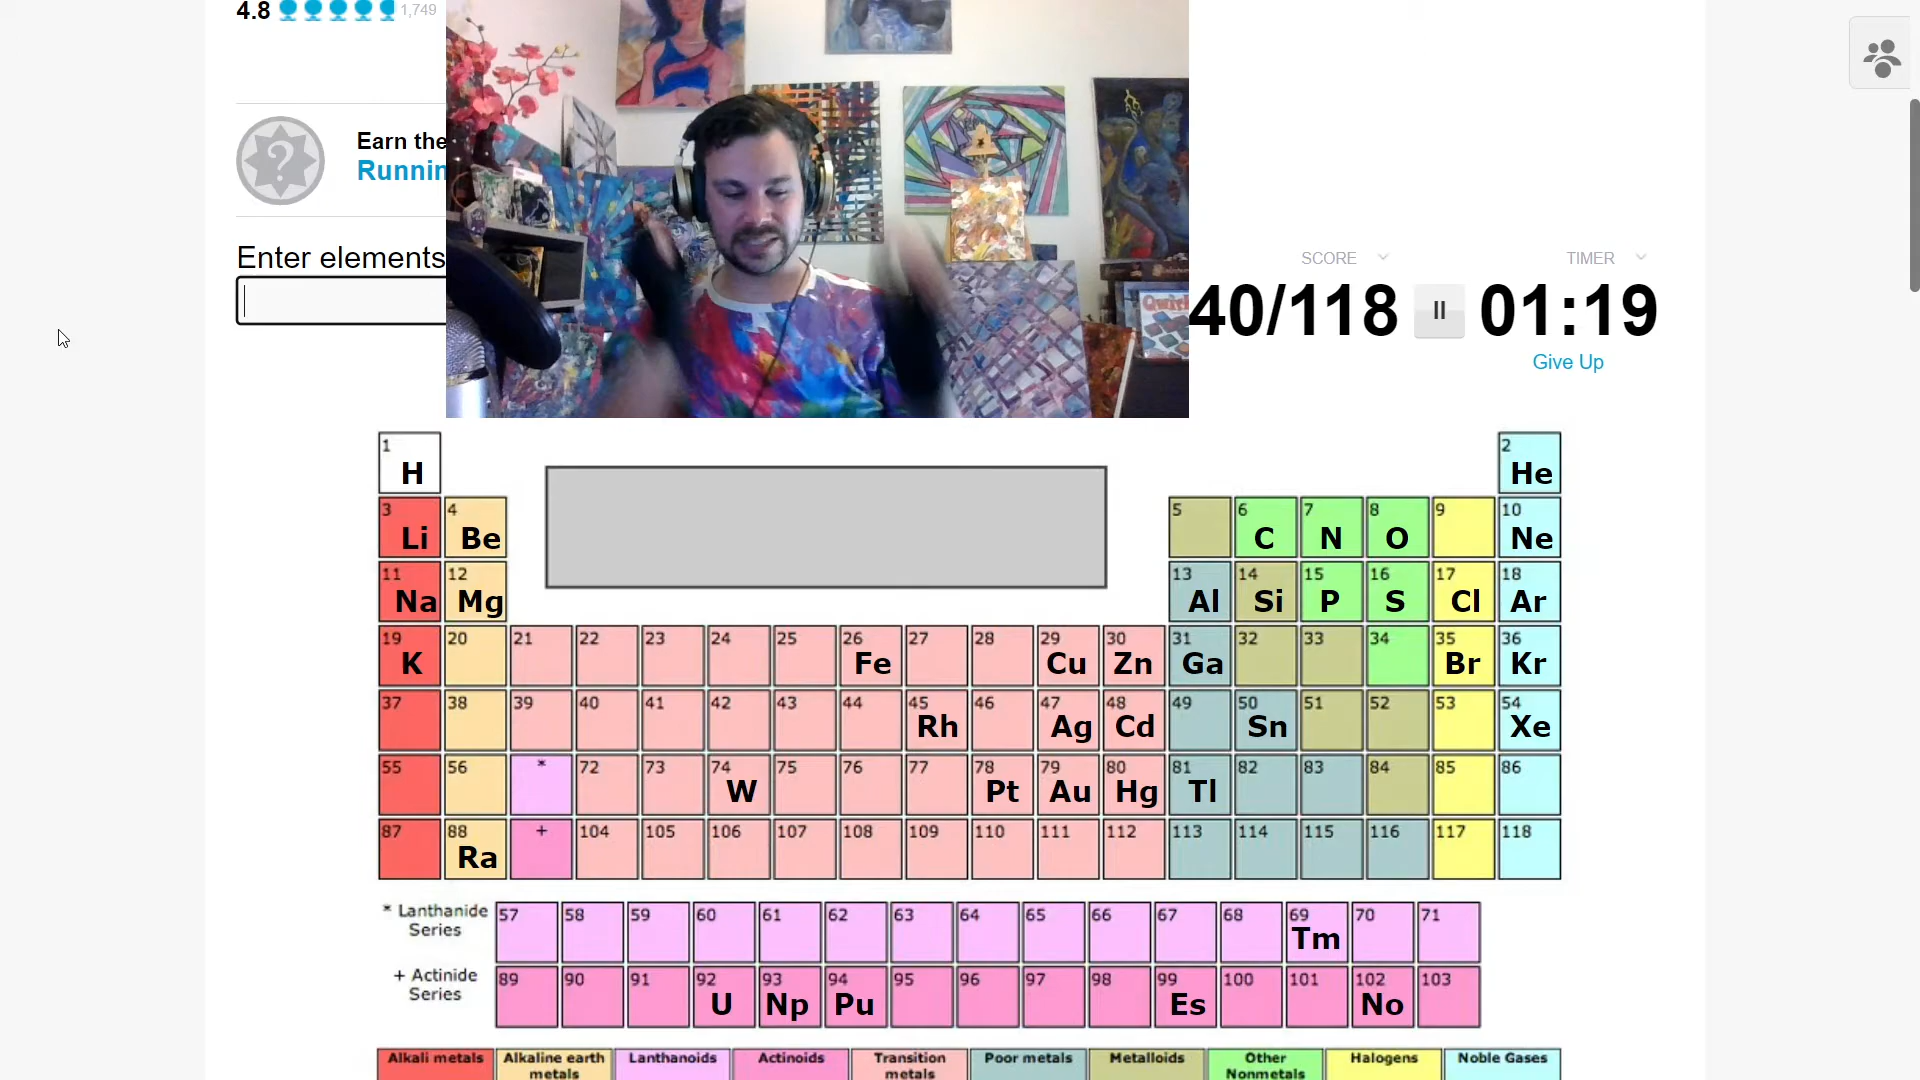 4.8 1,749
Earn the
Runnin
Enter elements
SCORE TIMER
40/118 01:19
Give Up
1 H 2 He
3 Li 4 Be 5 6 C 7 N 8 O 9 10 Ne
11 Na 12 Mg 13 Al 14 Si 15 P 16 S 17 Cl 18 Ar
19 K 20 21 22 23 24 25 26 Fe 27 28 29 Cu 30 Zn 31 Ga 32 33 34 35 Br 36 Kr
37 38 39 40 41 42 43 44 45 Rh 46 47 Ag 48 Cd 49 50 Sn 51 52 53 54 Xe
55 56 * 72 73 74 W 75 76 77 78 Pt 79 Au 80 Hg 81 Tl 82 83 84 85 86
87 88 Ra + 104 105 106 107 108 109 110 111 112 113 114 115 116 117 118
* Lanthanide Series 57 58 59 60 61 62 63 64 65 66 67 68 69 Tm 70 71
+ Actinide Series 89 90 91 92 U 93 Np 94 Pu 95 96 97 98 99 Es 100 101 102 No 103
Alkali metals Alkaline earth metals Lanthanoids Actinoids Transition metals Poor metals Metalloids Other Nonmetals Halogens Noble Gases